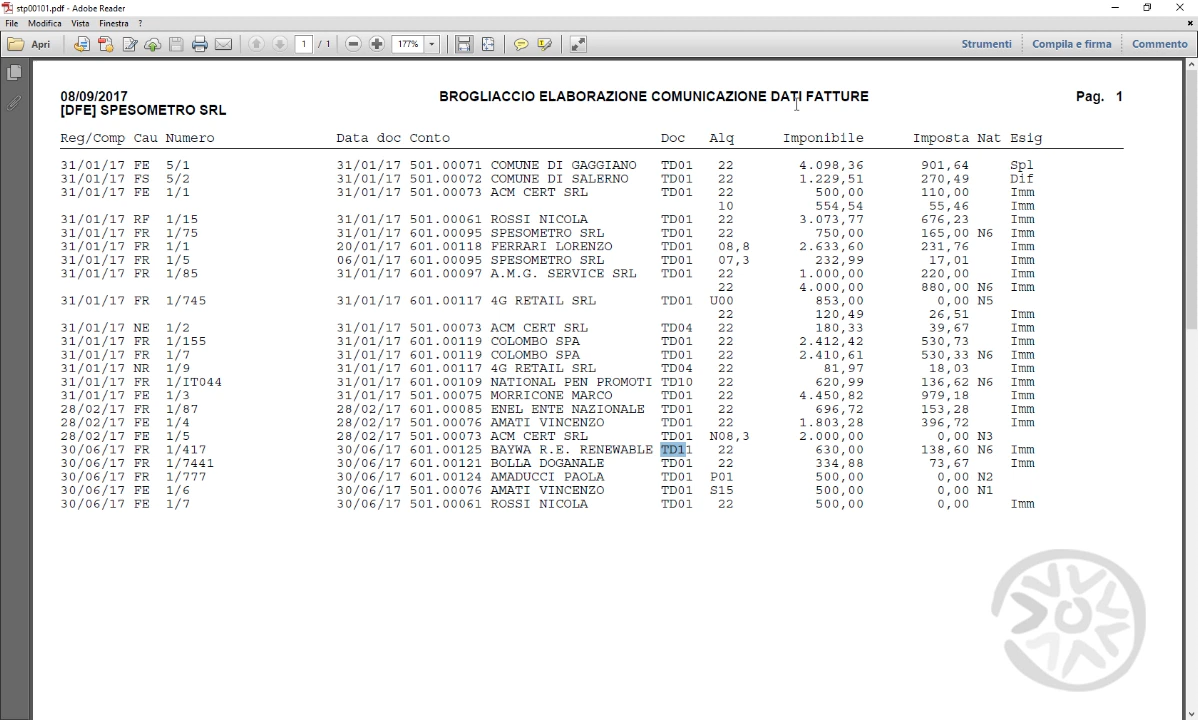 stp00101.pdf - Adobe Reader
File Modifica Vista Finestra ?
Apri 1 / 1 177% Strumenti Compila e firma Commento
08/09/2017 BROGLIACCIO ELABORAZIONE COMUNICAZIONE DATI FATTURE Pag. 1
[DFE] SPESOMETRO SRL
Reg/Comp Cau Numero Data doc Conto Doc Alq Imponibile Imposta Nat Esig
31/01/17 FE 5/1 31/01/17 501.00071 COMUNE DI GAGGIANO TD01 22 4.098,36 901,64 Spl
31/01/17 FS 5/2 31/01/17 501.00072 COMUNE DI SALERNO TD01 22 1.229,51 270,49 Dif
31/01/17 FE 1/1 31/01/17 501.00073 ACM CERT SRL TD01 22 500,00 110,00 Imm
10 554,54 55,46 Imm
31/01/17 RF 1/15 31/01/17 501.00061 ROSSI NICOLA TD01 22 3.073,77 676,23 Imm
31/01/17 FR 1/75 31/01/17 601.00095 SPESOMETRO SRL TD01 22 750,00 165,00 N6 Imm
31/01/17 FR 1/1 20/01/17 601.00118 FERRARI LORENZO TD01 08,8 2.633,60 231,76 Imm
31/01/17 FR 1/5 06/01/17 601.00095 SPESOMETRO SRL TD01 07,3 232,99 17,01 Imm
31/01/17 FR 1/85 31/01/17 601.00097 A.M.G. SERVICE SRL TD01 22 1.000,00 220,00 Imm
22 4.000,00 880,00 N6 Imm
31/01/17 FR 1/745 31/01/17 601.00117 4G RETAIL SRL TD01 U00 853,00 0,00 N5
22 120,49 26,51 Imm
31/01/17 NE 1/2 31/01/17 501.00073 ACM CERT SRL TD04 22 180,33 39,67 Imm
31/01/17 FR 1/155 31/01/17 601.00119 COLOMBO SPA TD01 22 2.412,42 530,73 Imm
31/01/17 FR 1/7 31/01/17 601.00119 COLOMBO SPA TD01 22 2.410,61 530,33 N6 Imm
31/01/17 NR 1/9 31/01/17 601.00117 4G RETAIL SRL TD04 22 81,97 18,03 Imm
31/01/17 FR 1/IT044 31/01/17 601.00109 NATIONAL PEN PROMOTI TD10 22 620,99 136,62 N6 Imm
31/01/17 FE 1/3 31/01/17 501.00075 MORRICONE MARCO TD01 22 4.450,82 979,18 Imm
28/02/17 FR 1/87 28/02/17 601.00085 ENEL ENTE NAZIONALE TD01 22 696,72 153,28 Imm
28/02/17 FE 1/4 28/02/17 501.00076 AMATI VINCENZO TD01 22 1.803,28 396,72 Imm
28/02/17 FE 1/5 28/02/17 501.00073 ACM CERT SRL TD01 N08,3 2.000,00 0,00 N3
30/06/17 FR 1/417 30/06/17 601.00125 BAYWA R.E. RENEWABLE TD11 22 630,00 138,60 N6 Imm
30/06/17 FR 1/7441 30/06/17 601.00121 BOLLA DOGANALE TD01 22 334,88 73,67 Imm
30/06/17 FR 1/777 30/06/17 601.00124 AMADUCCI PAOLA TD01 P01 500,00 0,00 N2
30/06/17 FE 1/6 30/06/17 501.00076 AMATI VINCENZO TD01 S15 500,00 0,00 N1
30/06/17 FE 1/7 30/06/17 501.00061 ROSSI NICOLA TD01 22 500,00 0,00 Imm